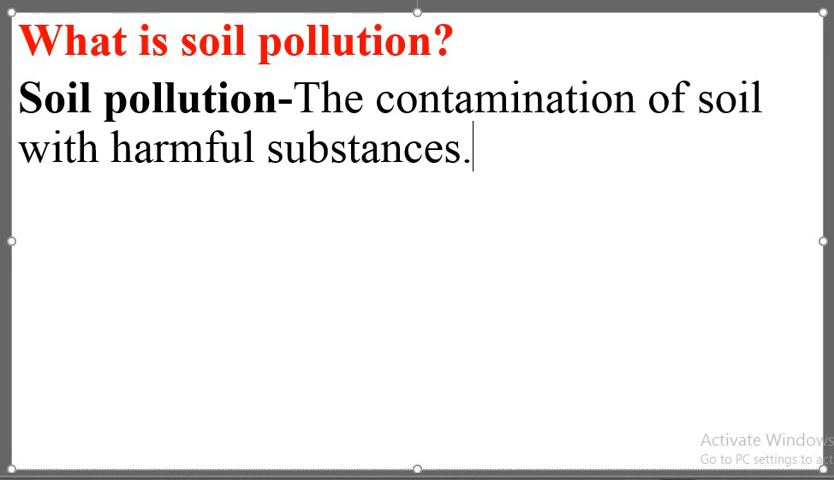 What is soil pollution?
Soil pollution-The contamination of soil
with harmful substances.
Activate Windows
Go to PC settings to act